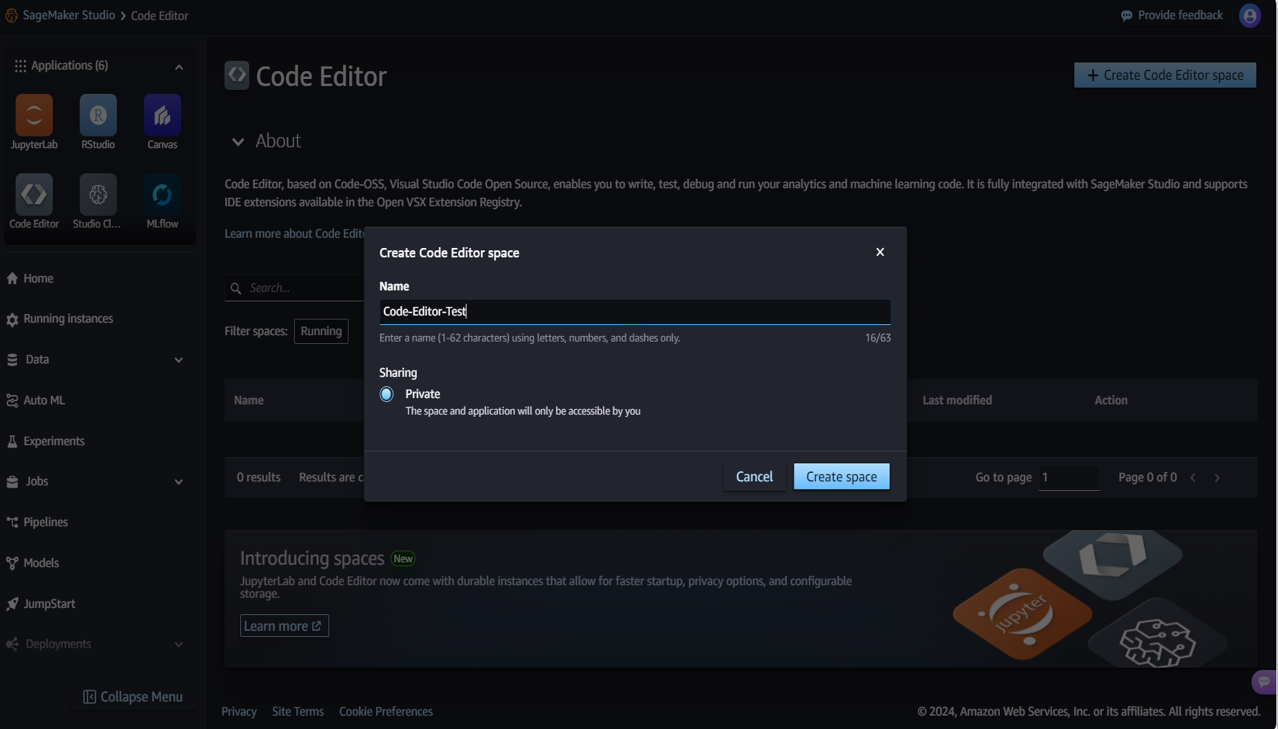 SageMaker Studio > Code Editor
Provide feedback
Applications (6)
JupyterLab
RStudio
Canvas
Code Editor
Studio Cl...
MLflow
Home
Running instances
Data
Auto ML
Experiments
Jobs
Pipelines
Models
JumpStart
Deployments
Collapse Menu
Code Editor
+ Create Code Editor space
About
Code Editor, based on Code-OSS, Visual Studio Code Open Source, enables you to write, test, debug and run your analytics and machine learning code. It is fully integrated with SageMaker Studio and supports
IDE extensions available in the Open VSX Extension Registry.
Learn more about Code Edit
Search...
Filter spaces: Running
Name
Last modified
Action
0 results
Results are c
Go to page 1
Page 0 of 0
Create Code Editor space
Name
Code-Editor-Test
Enter a name (1-62 characters) using letters, numbers, and dashes only.
16/63
Sharing
Private
The space and application will only be accessible by you
Cancel
Create space
Introducing spaces New
JupyterLab and Code Editor now come with durable instances that allow for faster startup, privacy options, and configurable
storage.
Learn more
jupyter
Privacy
Site Terms
Cookie Preferences
© 2024, Amazon Web Services, Inc. or its affiliates. All rights reserved.